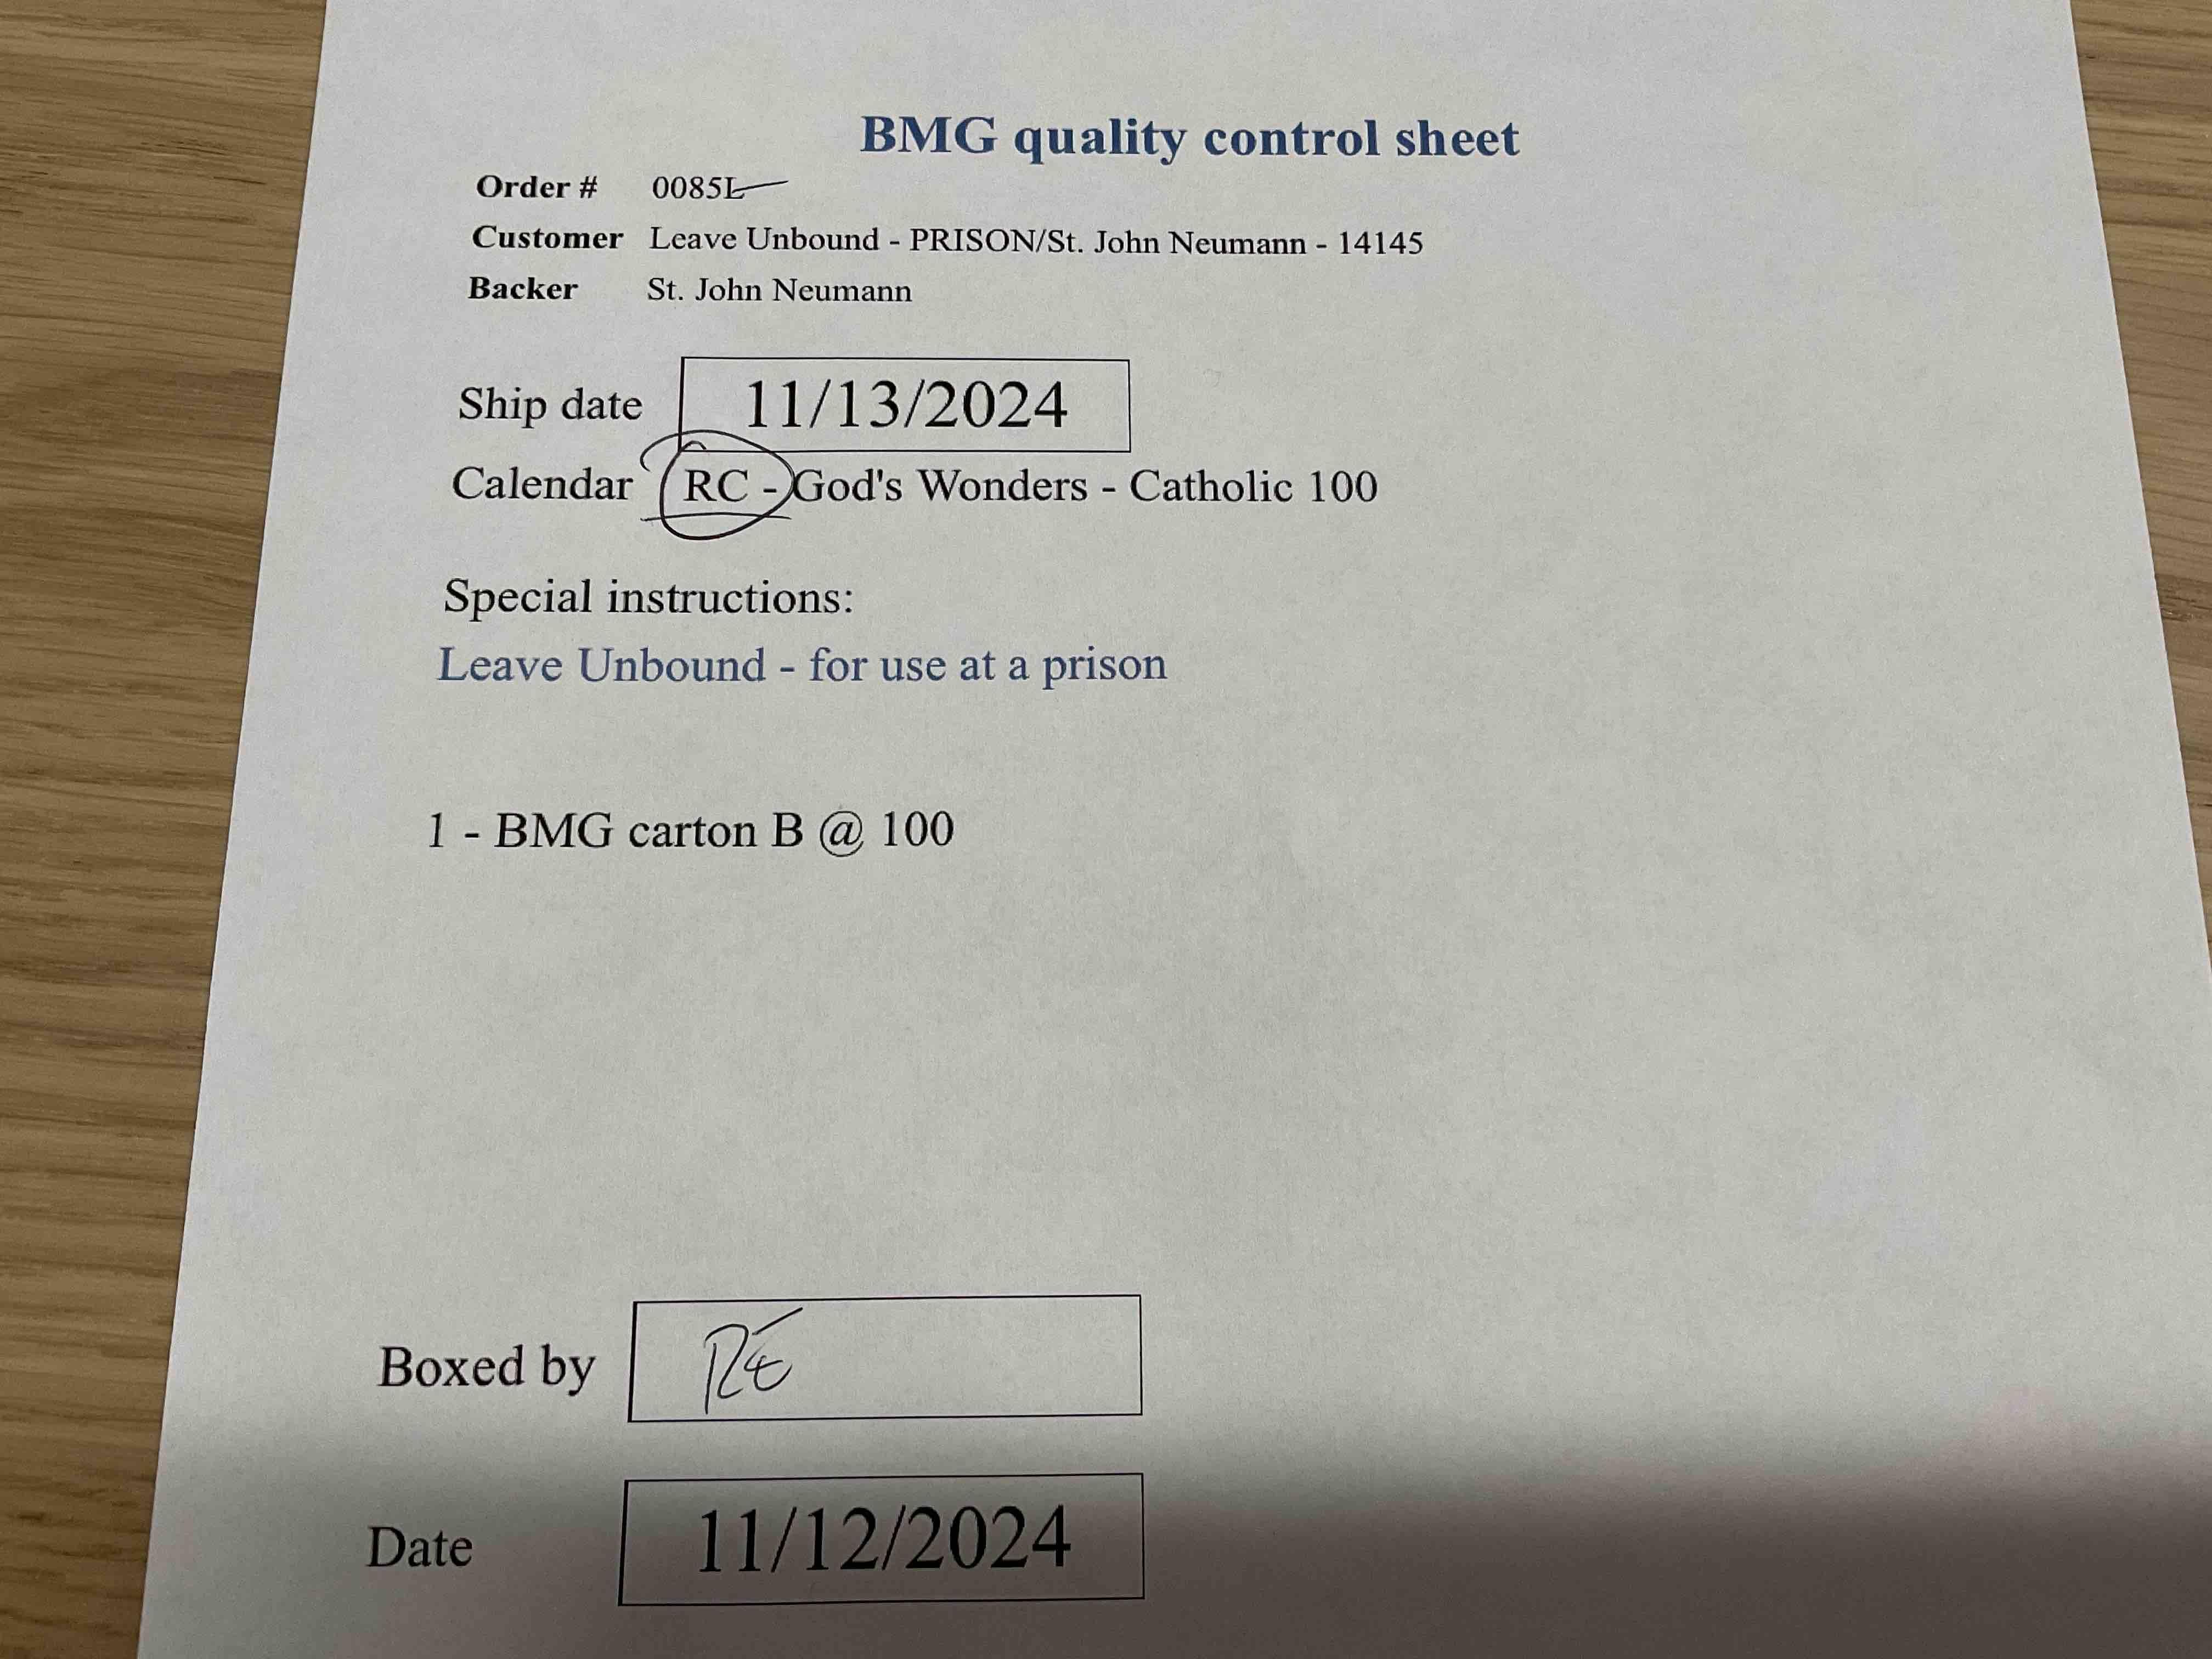 BMG quality control sheet
Order # 0085L
Customer Leave Unbound - PRISON/St. John Neumann - 14145
Backer St. John Neumann
Ship date 11/13/2024
Calendar RC - God's Wonders - Catholic 100
Special instructions:
Leave Unbound - for use at a prison
1 - BMG carton B @ 100
Boxed by RE
Date 11/12/2024